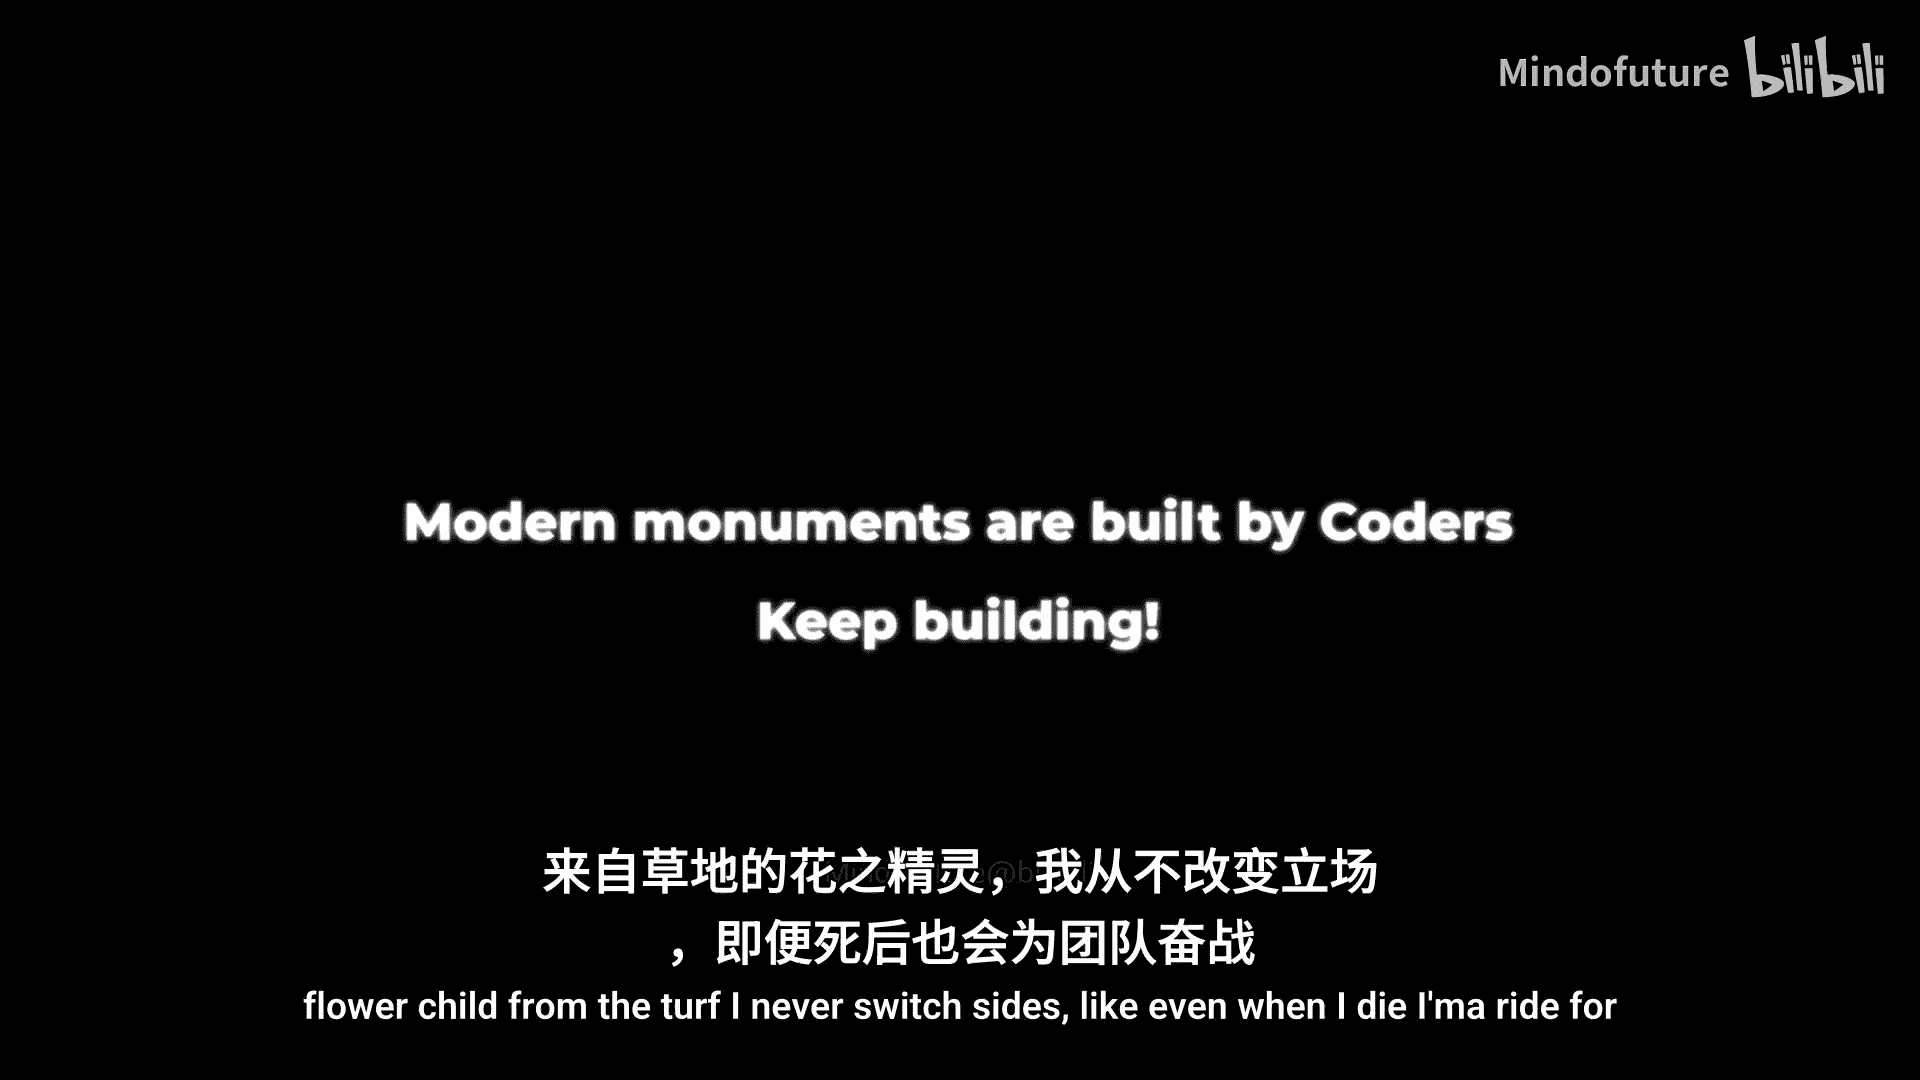 Mindofuture bilibili
Modern monuments are built by Coders
Keep building!
来自草地的花之精灵，我从不改变立场
，即便死后也会为团队奋战
flower child from the turf I never switch sides, like even when I die I'ma ride for